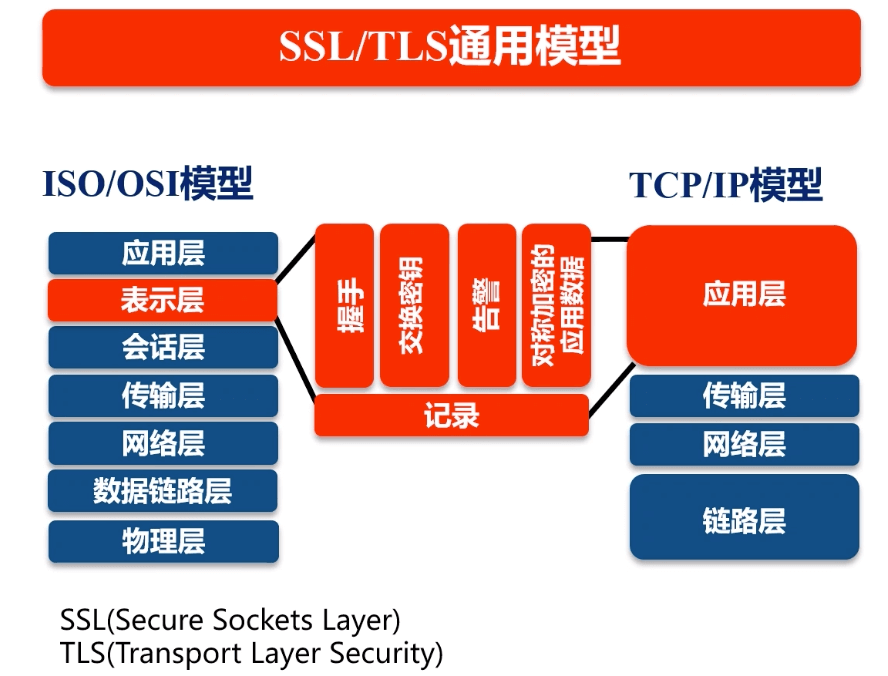 SSL/TLS通用模型
ISO/OSI模型
应用层
表示层
会话层
传输层
网络层
数据链路层
物理层
握手
交换密钥
告警
对称加密的
应用数据
记录
TCP/IP模型
应用层
传输层
网络层
链路层
SSL(Secure Sockets Layer)
TLS(Transport Layer Security)